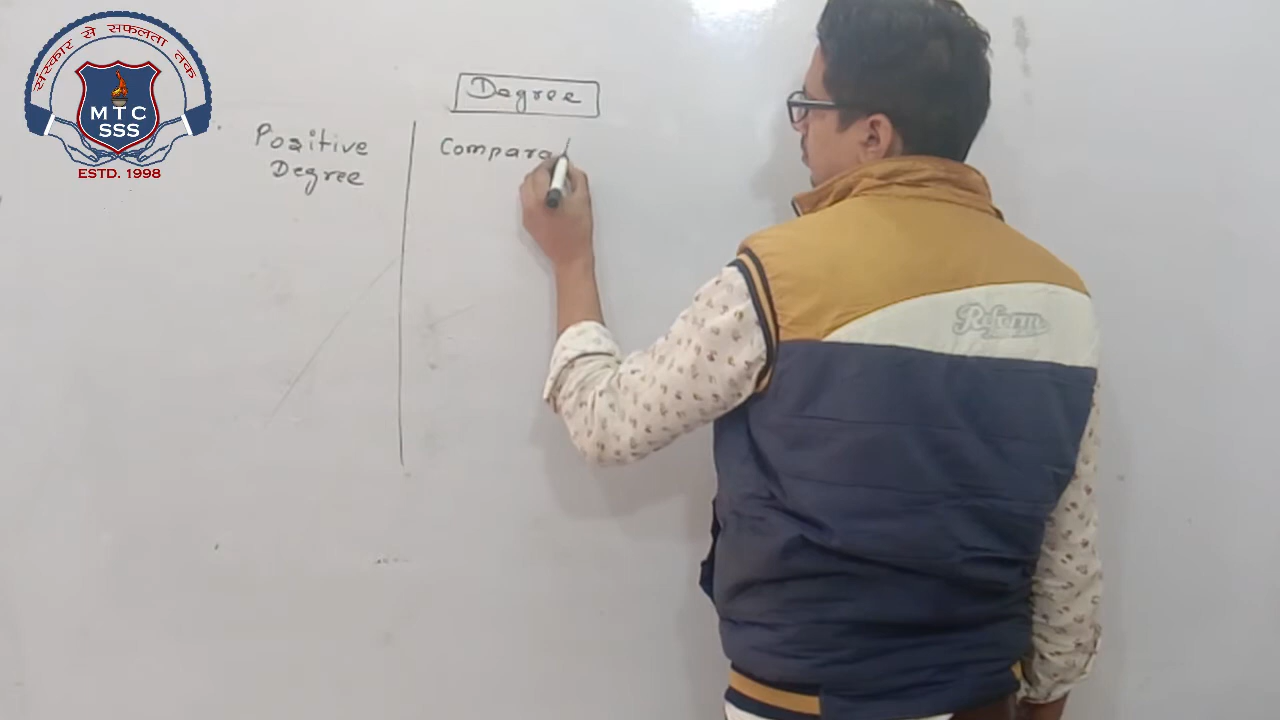 संस्कार से सफलता तक
MTC
SSS
ESTD. 1998
Degree
Positive
Degree
Compara
Reform